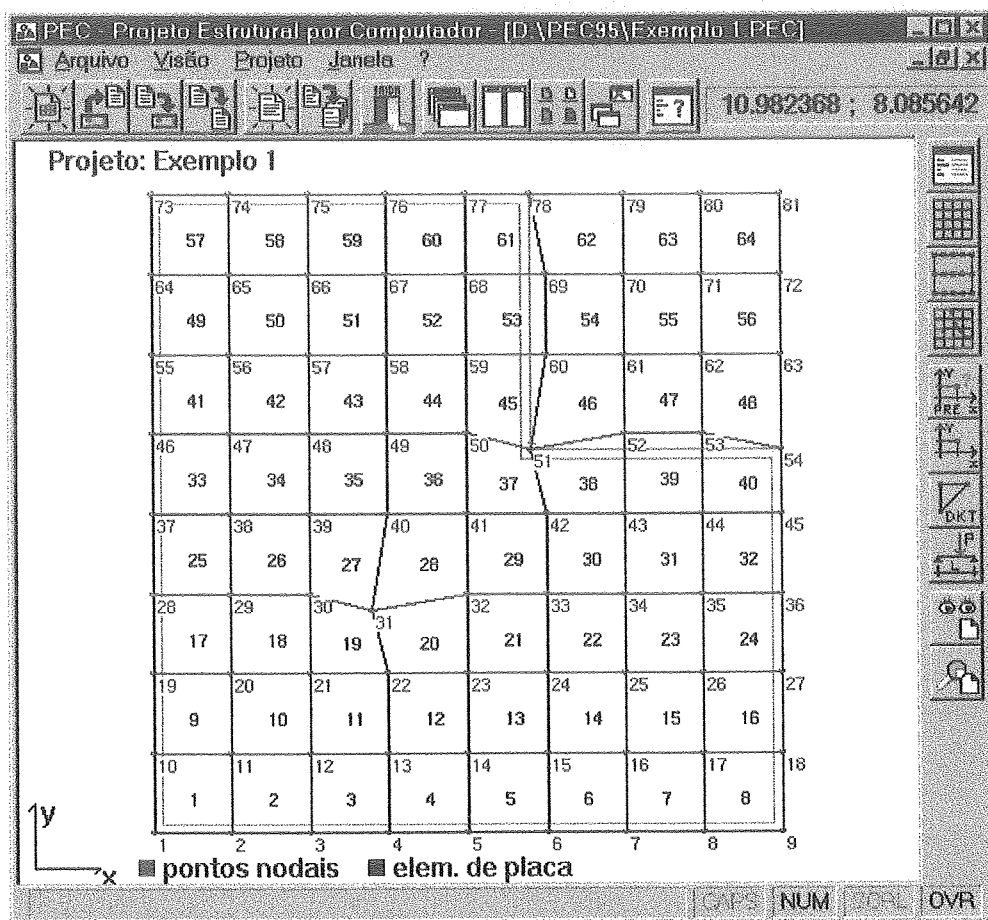 PEC - Projeto Estrutural por Computador - [D:\PEC95\Exemplo 1.PEC]
Arquivo Visão Projeto Janela ?
10.982368 ; 8.085642
Projeto: Exemplo 1
73 74 75 76 77 78 79 80 81
57 58 59 60 61 62 63 64
64 65 66 67 68 69 70 71 72
49 50 51 52 53 54 55 56
55 56 57 58 59 60 61 62 63
41 42 43 44 45 46 47 48
46 47 48 49 50 51 52 53 54
33 34 35 36 37 38 39 40
37 38 39 40 41 42 43 44 45
25 26 27 28 29 30 31 32
28 29 30 31 32 33 34 35 36
17 18 19 20 21 22 23 24
19 20 21 22 23 24 25 26 27
9 10 11 12 13 14 15 16
10 11 12 13 14 15 16 17 18
1 2 3 4 5 6 7 8
1 2 3 4 5 6 7 8 9
y
x
pontos nodais elem. de placa
Y
PRE x
Y
x
DKT
P
L
CAPS NUM SCRL OVR